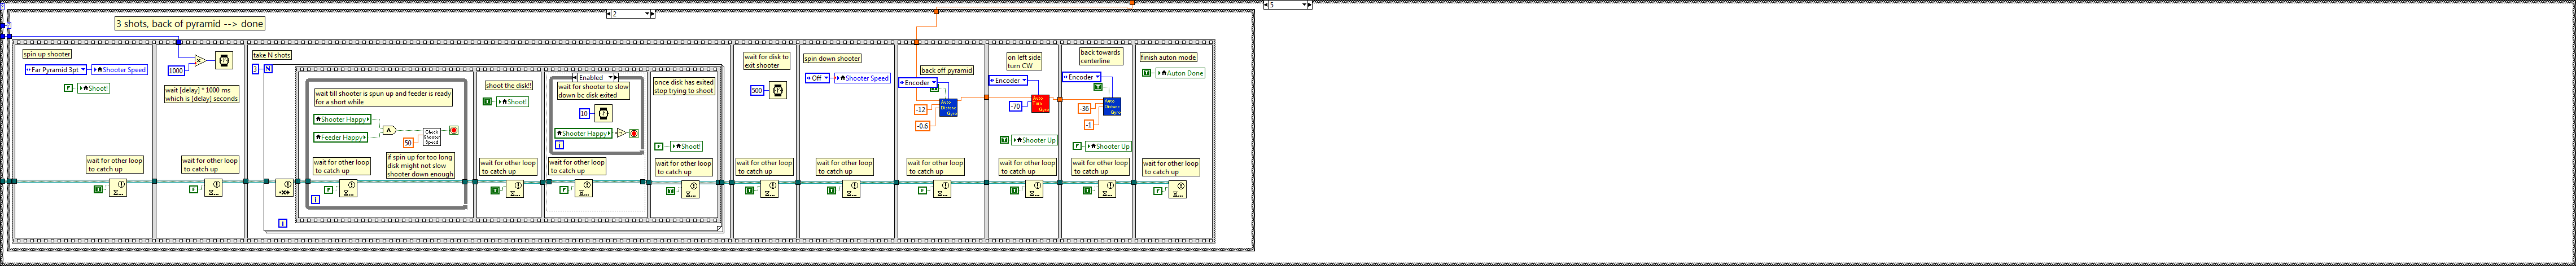 2
5
3 shots, back of pyramid --> done
spin up shooter
Far Pyramid 3pt
Shooter Speed
F
Shoot!
wait for other loop
to catch up
T
1000
wait [delay] * 1000 ms
which is [delay] seconds
wait for other loop
to catch up
F
take N shots
3
N
i
wait till shooter is spun up and feeder is ready
for a short while
Shooter Happy
Feeder Happy
50
Check
Shooter
Speed
if spin up for too long
disk might not slow
shooter down enough
wait for other loop
to catch up
F
i
shoot the disk!!
T
Shoot!
wait for other loop
to catch up
T
Enabled
wait for shooter to slow
down bc disk exited
10
Shooter Happy
i
wait for other loop
to catch up
F
once disk has exited
stop trying to shoot
F
Shoot!
wait for other loop
to catch up
T
wait for disk to
exit shooter
500
wait for other loop
to catch up
T
spin down shooter
Off
Shooter Speed
wait for other loop
to catch up
T
back off pyramid
Encoder
Auto
Distanc
Gyro
-12
-0.6
wait for other loop
to catch up
F
on left side
turn CW
Encoder
-70
Auto
Turn
Gyro
T
Shooter Up
wait for other loop
to catch up
T
back towards
centerline
Encoder
Auto
Distanc
Gyro
-36
-1
F
Shooter Up
wait for other loop
to catch up
T
finish auton mode
T
Auton Done
wait for other loop
to catch up
F